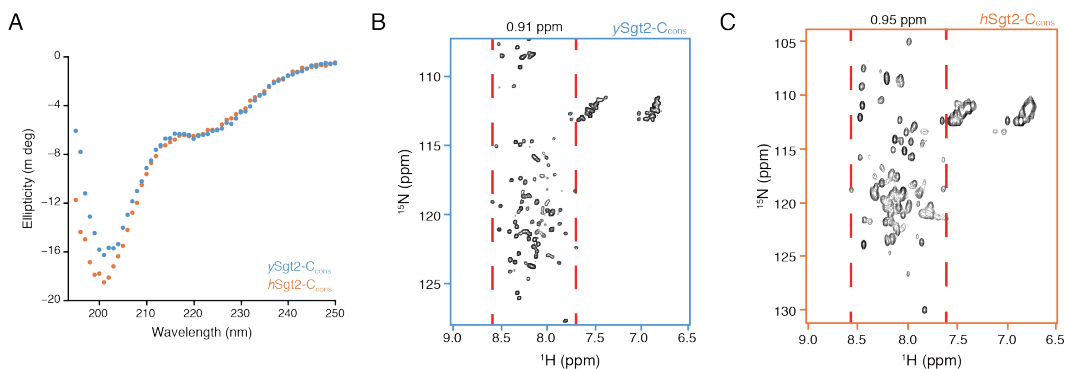 A
0
−4
−8
−12
−16
−20
Ellipticity (m deg)
200
210
220
230
240
250
Wavelength (nm)
ySgt2-Ccons
hSgt2-Ccons
B
0.91 ppm
ySgt2-Ccons
110
115
120
125
15N (ppm)
9.0
8.5
8.0
7.5
7.0
6.5
1H (ppm)
C
0.95 ppm
hSgt2-Ccons
105
110
115
120
125
130
15N (ppm)
9.0
8.5
8.0
7.5
7.0
6.5
1H (ppm)